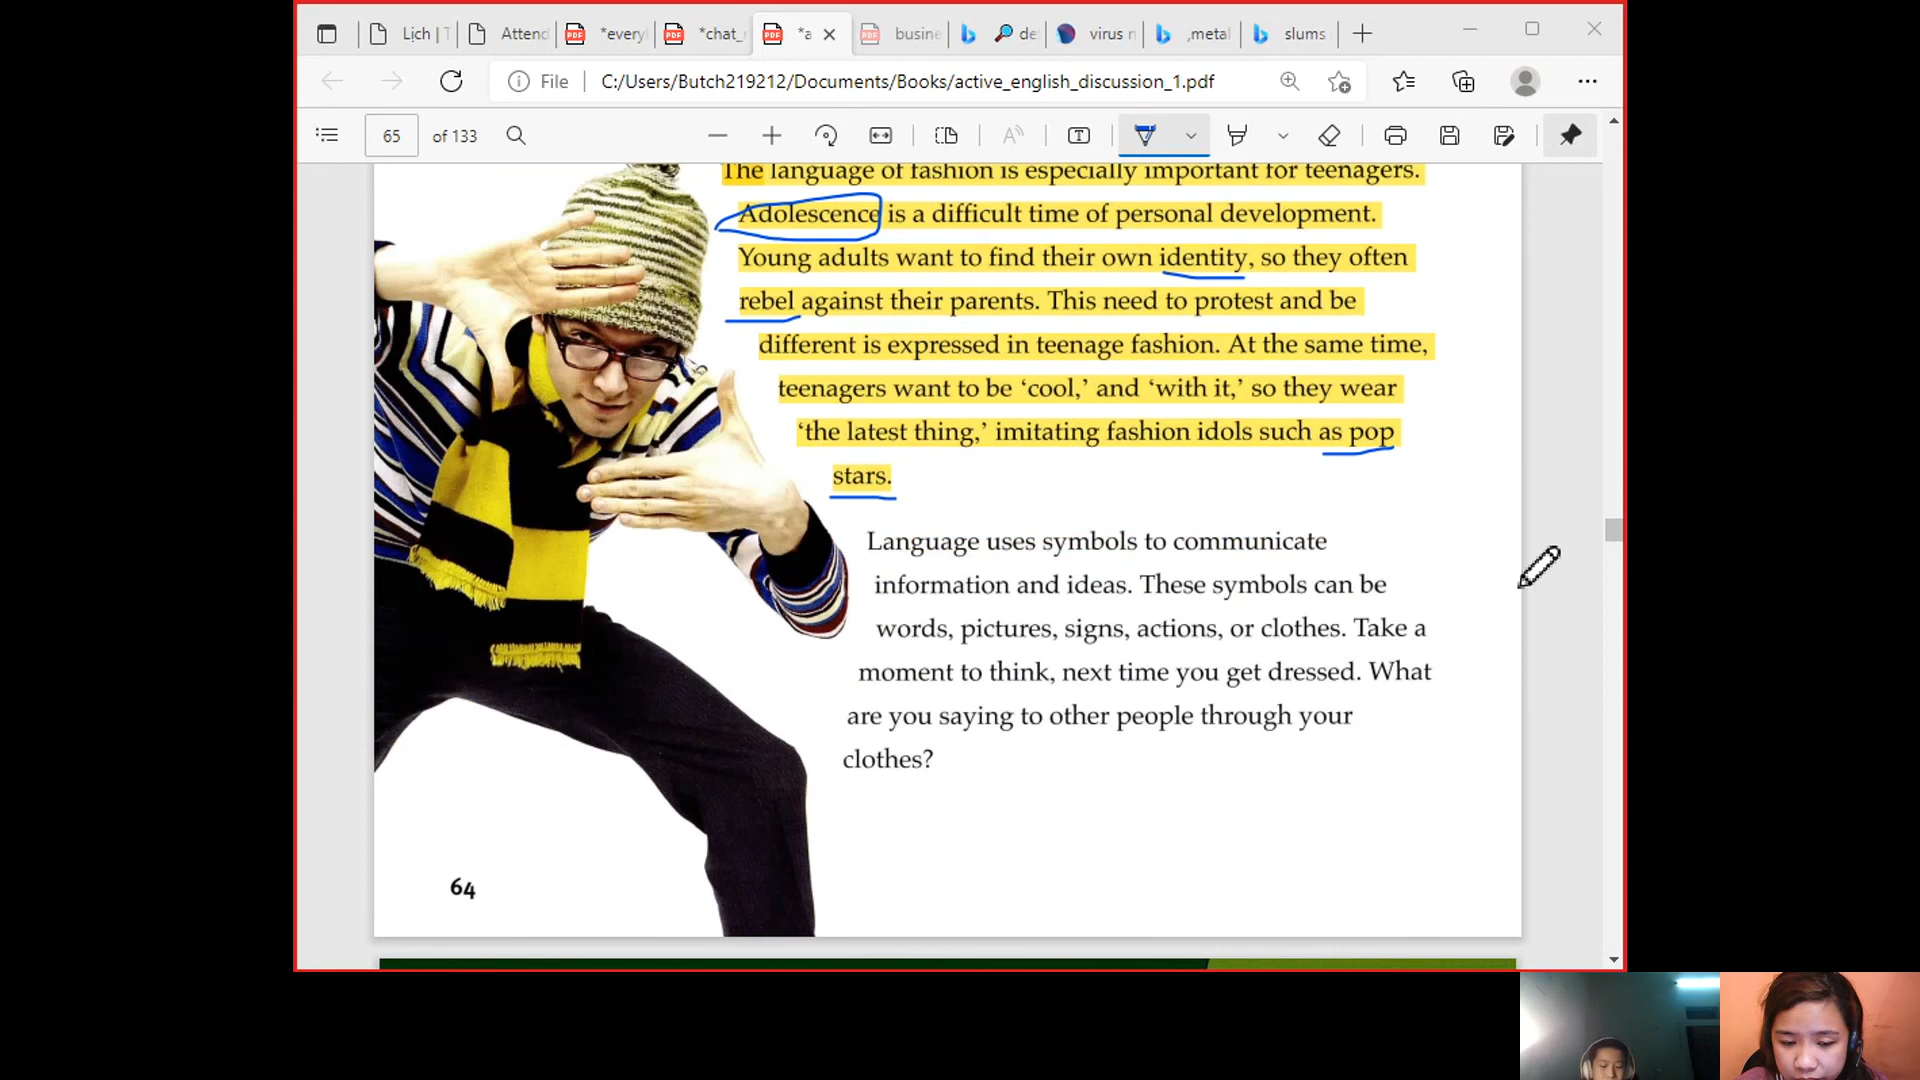 Lịch | T
Attend
*every
*chat_
*a
busine
de
virus n
,metal
slums
File
C:/Users/Butch219212/Documents/Books/active_english_discussion_1.pdf
65 of 133
The language of fashion is especially important for teenagers.
Adolescence is a difficult time of personal development.
Young adults want to find their own identity, so they often
rebel against their parents. This need to protest and be
different is expressed in teenage fashion. At the same time,
teenagers want to be ‘cool,’ and ‘with it,’ so they wear
‘the latest thing,’ imitating fashion idols such as pop
stars.
Language uses symbols to communicate
information and ideas. These symbols can be
words, pictures, signs, actions, or clothes. Take a
moment to think, next time you get dressed. What
are you saying to other people through your
clothes?
64